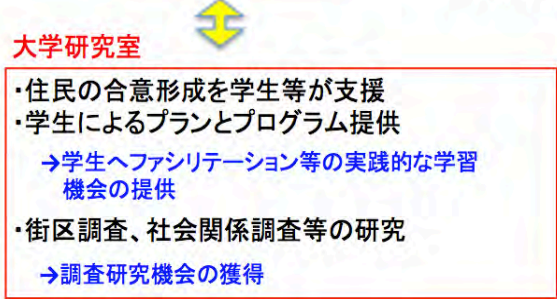 大学研究室
・住民の合意形成を学生等が支援
・学生によるプランとプログラム提供
→学生へファシリテーション等の実践的な学習
機会の提供
・街区調査、社会関係調査等の研究
→調査研究機会の獲得